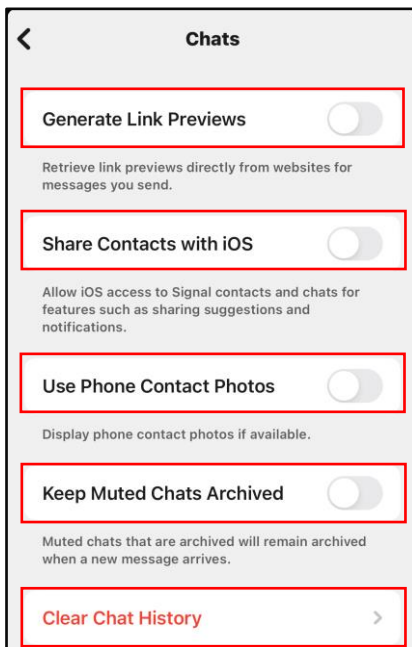 Chats
Generate Link Previews
Retrieve link previews directly from websites for
messages you send.
Share Contacts with iOS
Allow iOS access to Signal contacts and chats for
features such as sharing suggestions and
notifications.
Use Phone Contact Photos
Display phone contact photos if available.
Keep Muted Chats Archived
Muted chats that are archived will remain archived
when a new message arrives.
Clear Chat History